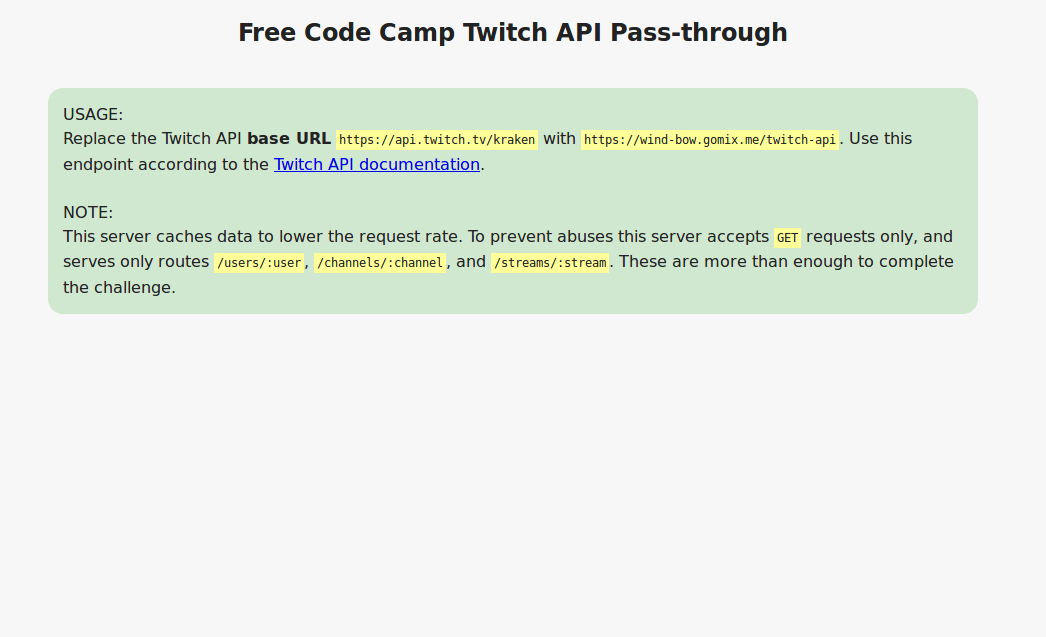 Free Code Camp Twitch API Pass-through
USAGE:
Replace the Twitch API base URL https://api.twitch.tv/kraken with https://wind-bow.gomix.me/twitch-api. Use this
endpoint according to the Twitch API documentation.
NOTE:
This server caches data to lower the request rate. To prevent abuses this server accepts GET requests only, and
serves only routes /users/:user, /channels/:channel, and /streams/:stream. These are more than enough to complete
the challenge.